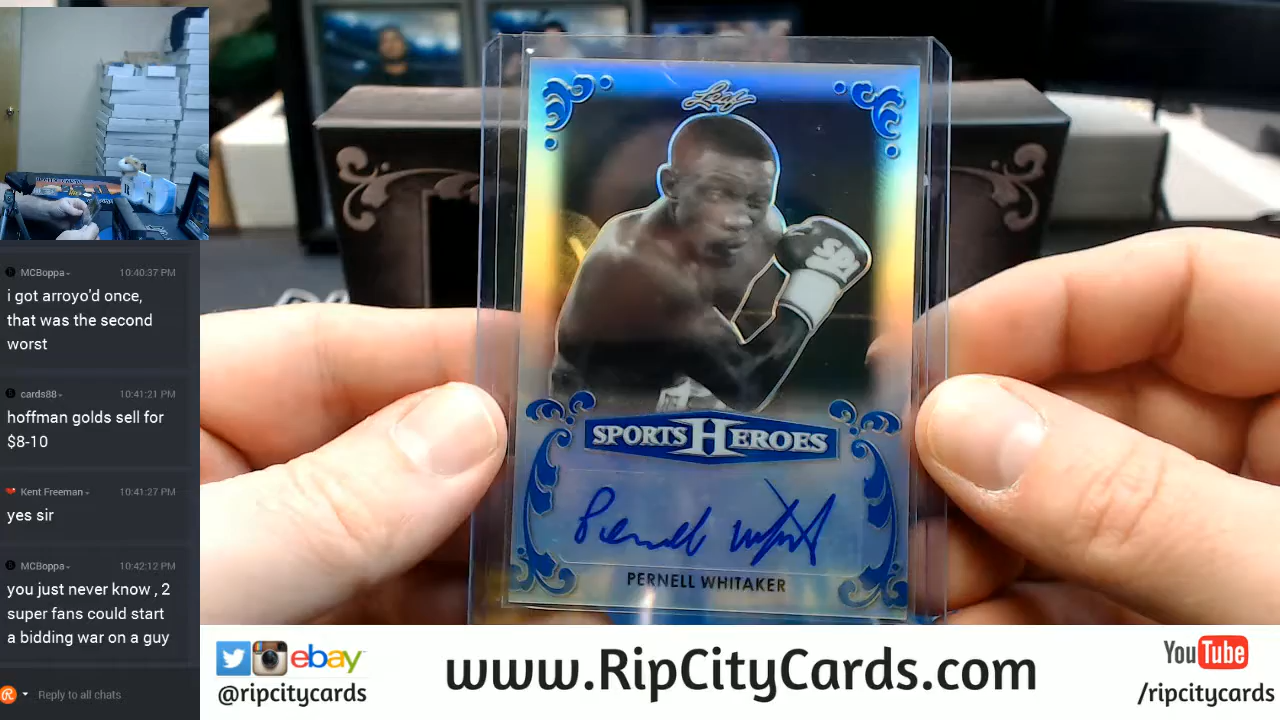 MCBoppa
10:40:37 PM
i got arroyo'd once,
that was the second
worst
cards88
10:41:21 PM
hoffman golds sell for
$8-10
Kent Freeman
10:41:27 PM
yes sir
MCBoppa
10:42:12 PM
you just never know , 2
super fans could start
a bidding war on a guy
Reply to all chats
Leaf
SPORTS HEROES
Pernell Whitaker
PERNELL WHITAKER
ebay
@ripcitycards
www.RipCityCards.com
YouTube
/ripcitycards